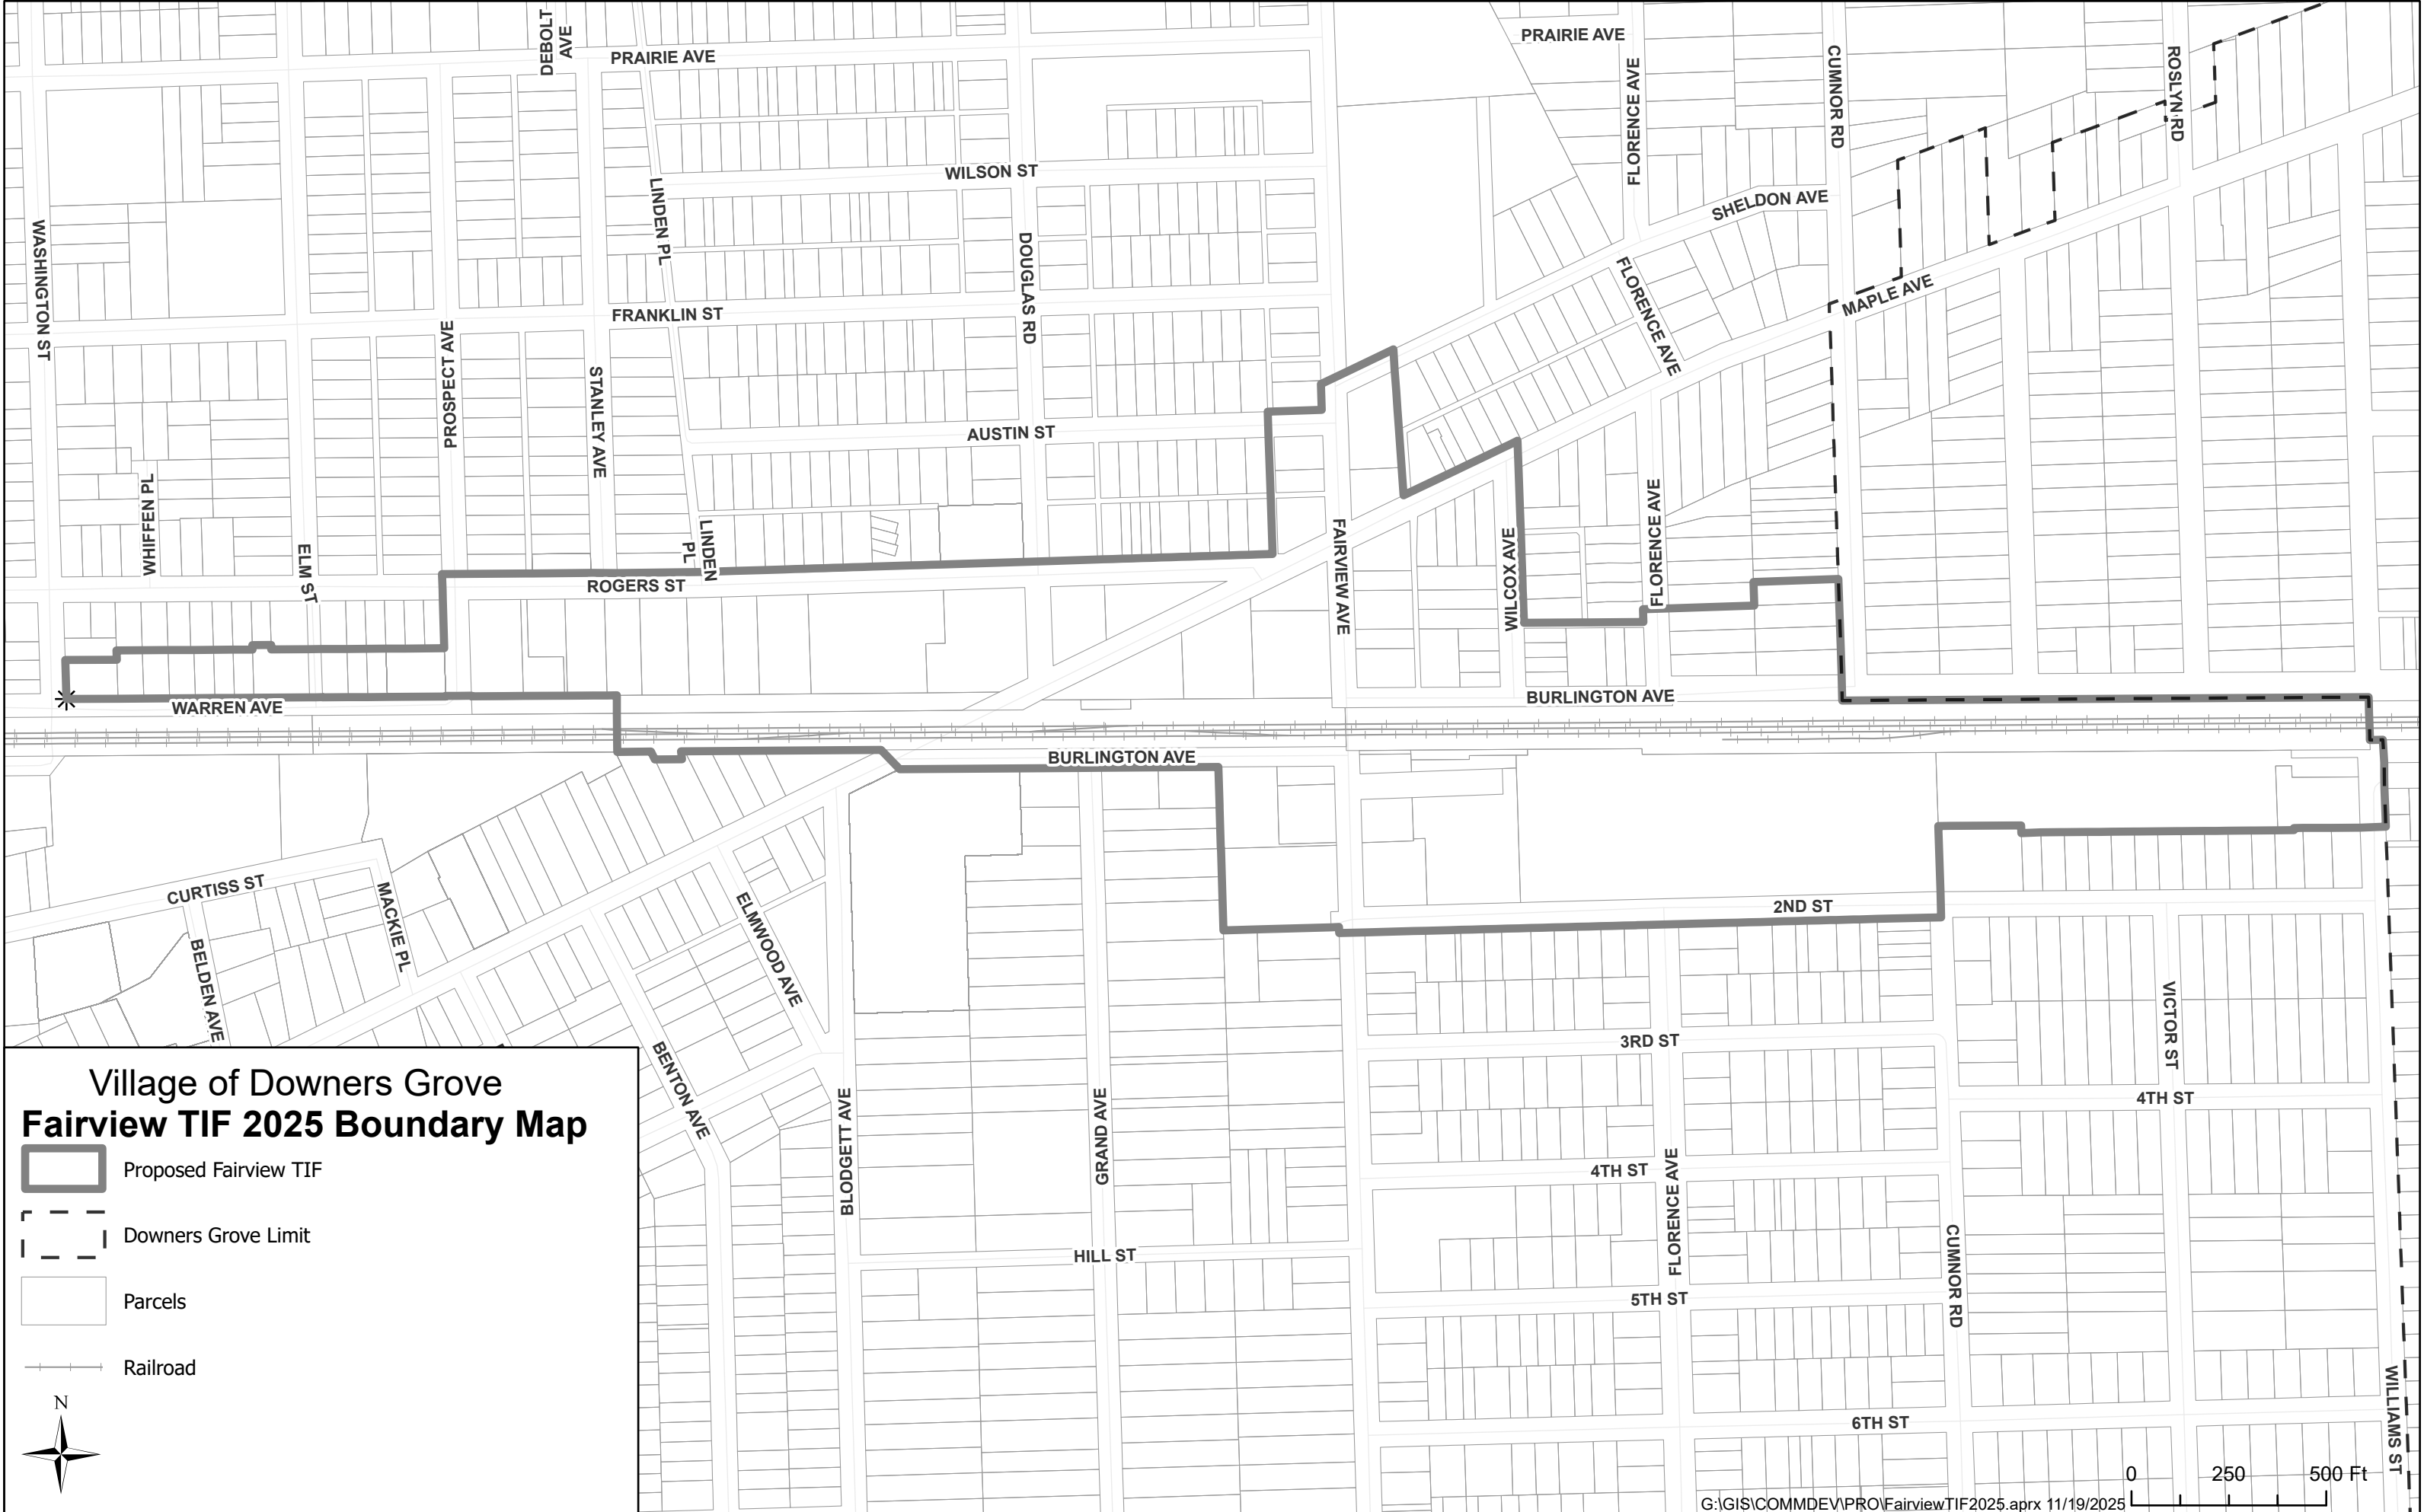 DEBOLT
AVE
PRAIRIE AVE
PRAIRIE AVE
FLORENCE AVE
CUMNOR RD
ROSLYN RD
WILSON ST
LINDEN PL
SHELDON AVE
WASHINGTON ST
DOUGLAS RD
FLORENCE AVE
MAPLE AVE
FRANKLIN ST
PROSPECT AVE
STANLEY AVE
AUSTIN ST
WHIFFEN PL
ELM ST
LINDEN
PL
FAIRVIEW AVE
WILCOX AVE
FLORENCE AVE
ROGERS ST
WARREN AVE
BURLINGTON AVE
BURLINGTON AVE
CURTISS ST
MACKIE PL
BELDEN AVE
ELMWOOD AVE
2ND ST
VICTOR ST
BENTON AVE
3RD ST
BLODGETT AVE
GRAND AVE
4TH ST
4TH ST
FLORENCE AVE
HILL ST
CUMNOR RD
5TH ST
6TH ST
WILLIAMS ST
Village of Downers Grove
Fairview TIF 2025 Boundary Map
Proposed Fairview TIF
Downers Grove Limit
Parcels
Railroad
N
0 250 500 Ft
G:\GIS\COMMDEV\PRO\FairviewTIF2025.aprx 11/19/2025